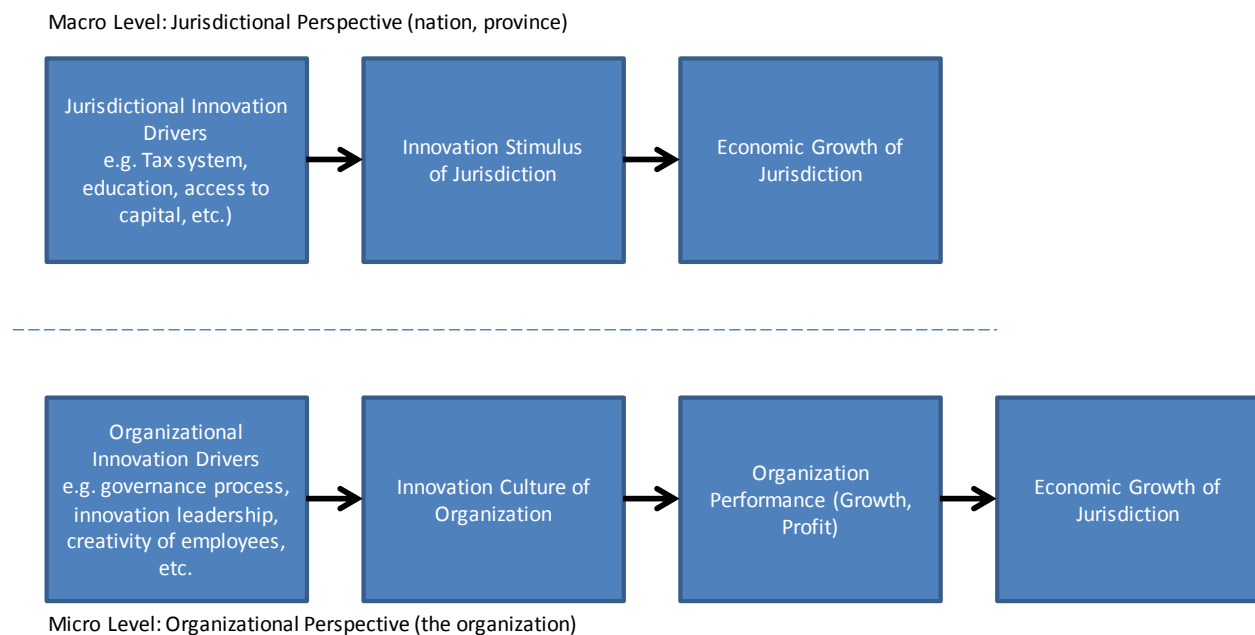 Macro Level: Jurisdictional Perspective (nation, province)
Jurisdictional Innovation
Drivers
e.g. Tax system,
education, access to
capital, etc.)
Innovation Stimulus
of Jurisdiction
Economic Growth of
Jurisdiction
Organizational
Innovation Drivers
e.g. governance process,
innovation leadership,
creativity of employees,
etc.
Innovation Culture of
Organization
Organization
Performance (Growth,
Profit)
Economic Growth of
Jurisdiction
Micro Level: Organizational Perspective (the organization)